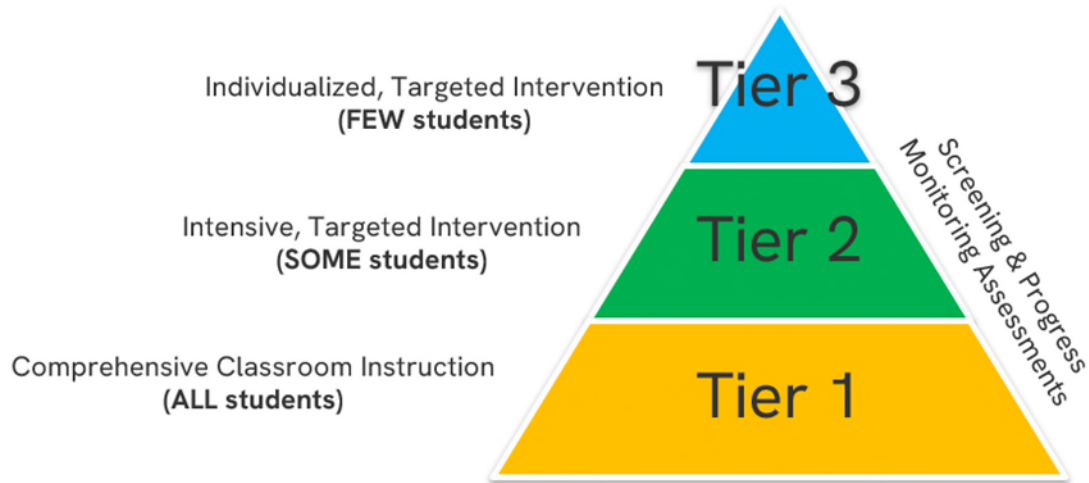 Individualized, Targeted Intervention
(FEW students)
Tier 3
Intensive, Targeted Intervention
(SOME students)
Tier 2
Comprehensive Classroom Instruction
(ALL students)
Tier 1
Screening & Progress
Monitoring Assessments